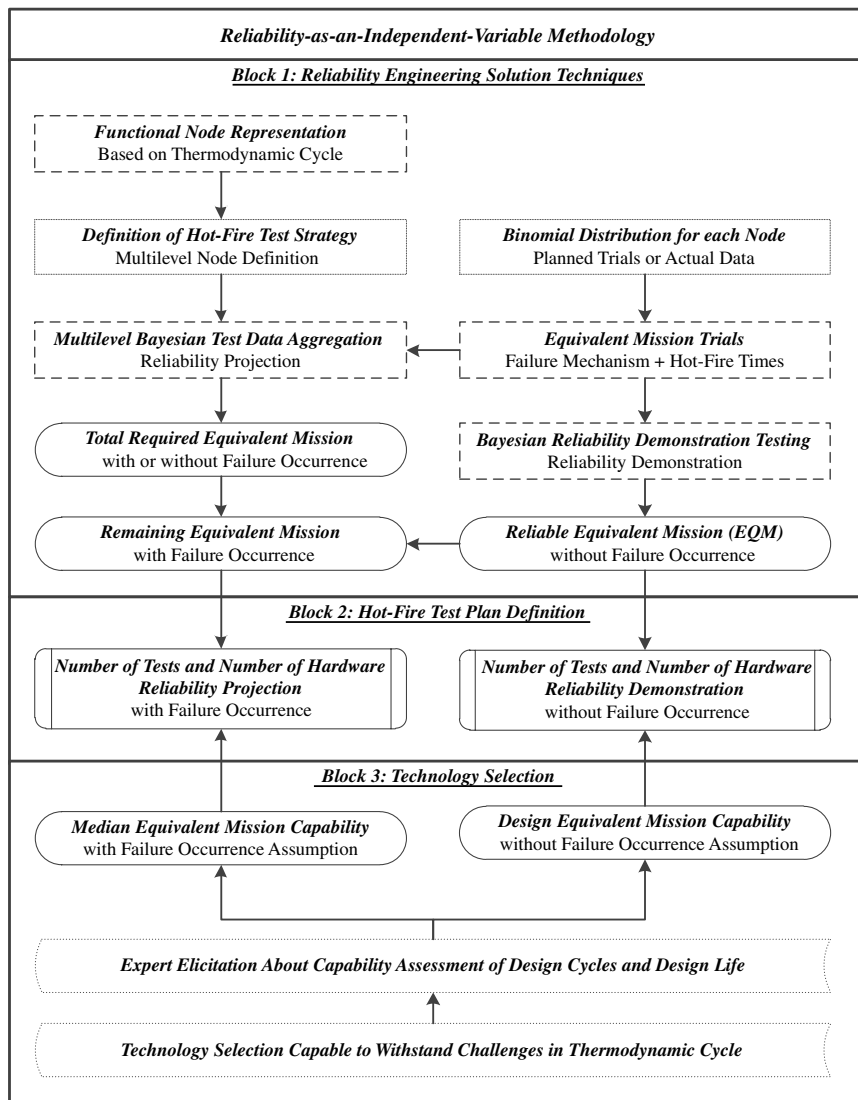 Reliability-as-an-Independent-Variable Methodology
Block 1: Reliability Engineering Solution Techniques
Functional Node Representation
Based on Thermodynamic Cycle
Definition of Hot-Fire Test Strategy
Multilevel Node Definition
Binomial Distribution for each Node
Planned Trials or Actual Data
Multilevel Bayesian Test Data Aggregation
Reliability Projection
Equivalent Mission Trials
Failure Mechanism + Hot-Fire Times
Total Required Equivalent Mission
with or without Failure Occurrence
Bayesian Reliability Demonstration Testing
Reliability Demonstration
Remaining Equivalent Mission
with Failure Occurrence
Reliable Equivalent Mission (EQM)
without Failure Occurrence
Block 2: Hot-Fire Test Plan Definition
Number of Tests and Number of Hardware
Reliability Projection
with Failure Occurrence
Number of Tests and Number of Hardware
Reliability Demonstration
without Failure Occurrence
Block 3: Technology Selection
Median Equivalent Mission Capability
with Failure Occurrence Assumption
Design Equivalent Mission Capability
without Failure Occurrence Assumption
Expert Elicitation About Capability Assessment of Design Cycles and Design Life
Technology Selection Capable to Withstand Challenges in Thermodynamic Cycle